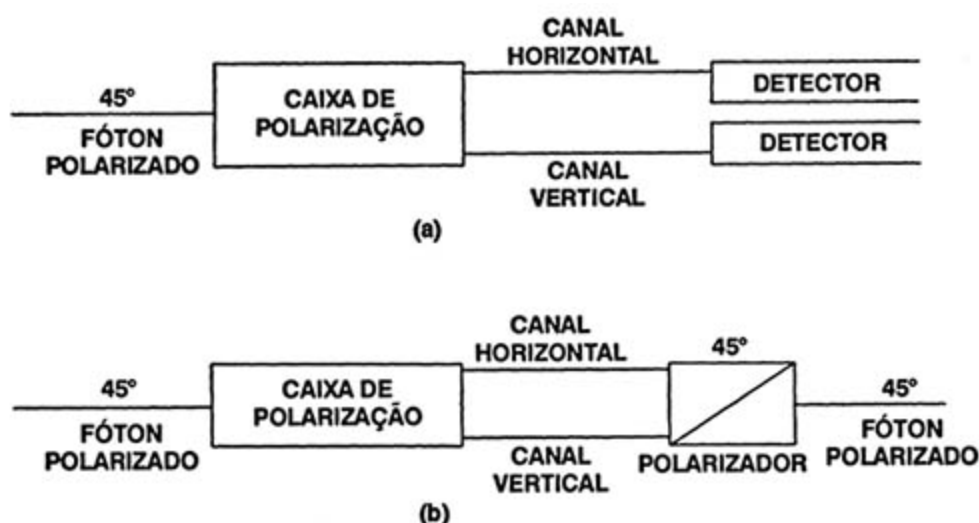 CANAL
HORIZONTAL
45°
FÓTON
POLARIZADO
CAIXA DE
POLARIZAÇÃO
DETECTOR
DETECTOR
CANAL
VERTICAL
(a)
CANAL
HORIZONTAL
45°
45°
FÓTON
POLARIZADO
CAIXA DE
POLARIZAÇÃO
45°
FÓTON
POLARIZADO
CANAL
VERTICAL
POLARIZADOR
(b)